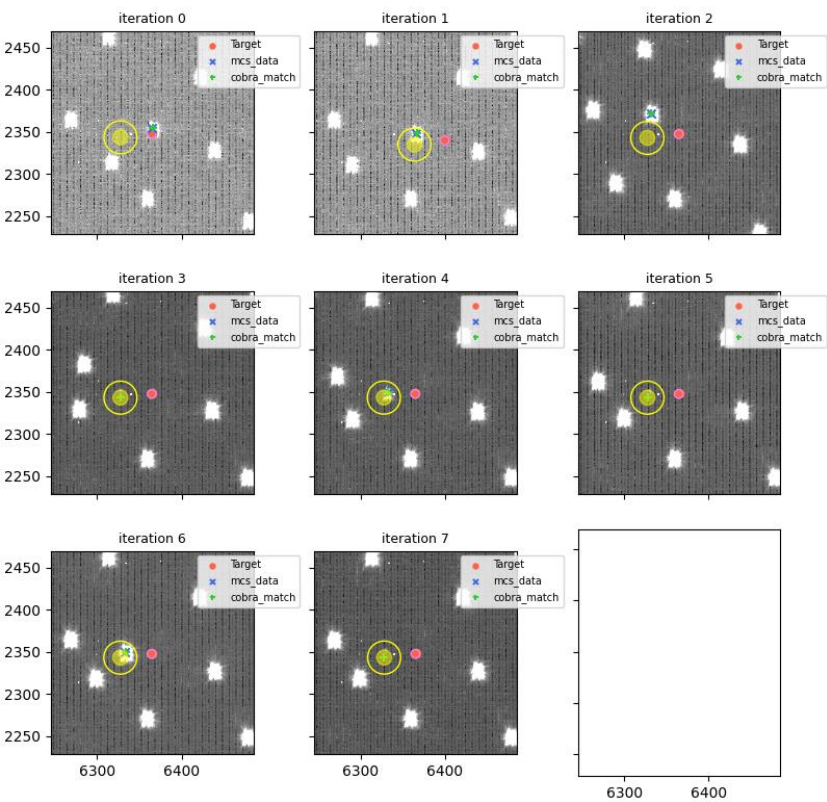 iteration 0
iteration 1
iteration 2
2450
2400
2350
2300
2250
Target
mcs_data
cobra_match
Target
mcs_data
cobra_match
Target
mcs_data
cobra_match
iteration 3
iteration 4
iteration 5
2450
2400
2350
2300
2250
Target
mcs_data
cobra_match
Target
mcs_data
cobra_match
Target
mcs_data
cobra_match
iteration 6
iteration 7
2450
2400
2350
2300
2250
Target
mcs_data
cobra_match
Target
mcs_data
cobra_match
6300 6400
6300 6400
6300 6400